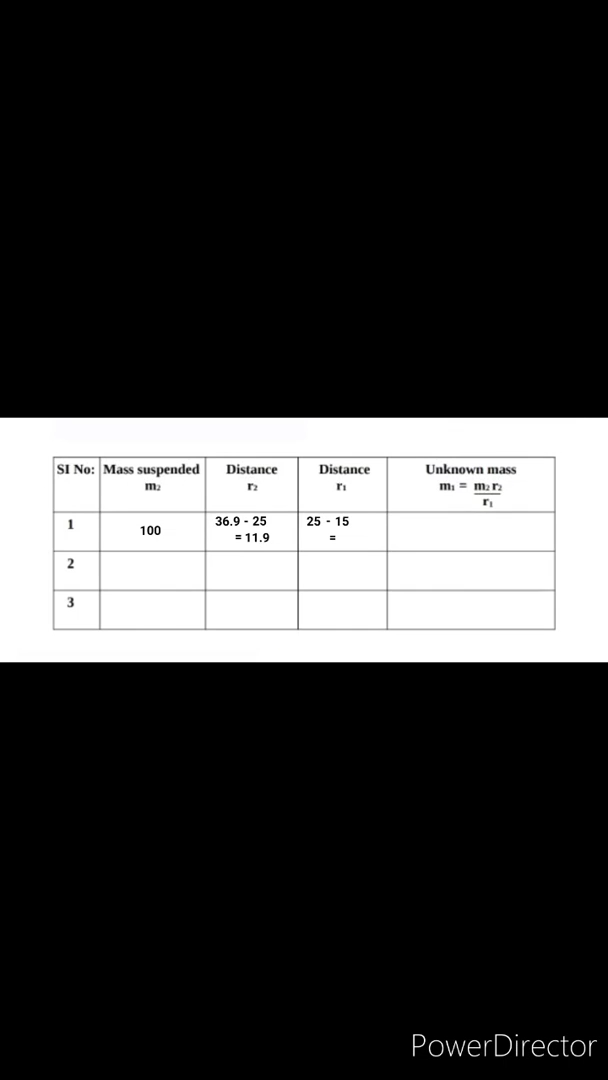 SI No: Mass suspended Distance Distance Unknown mass
m₂ r₂ r₁ m₁ = m₂ r₂
r₁
1 100 36.9 - 25 25 - 15
= 11.9 =
2
3
PowerDirector